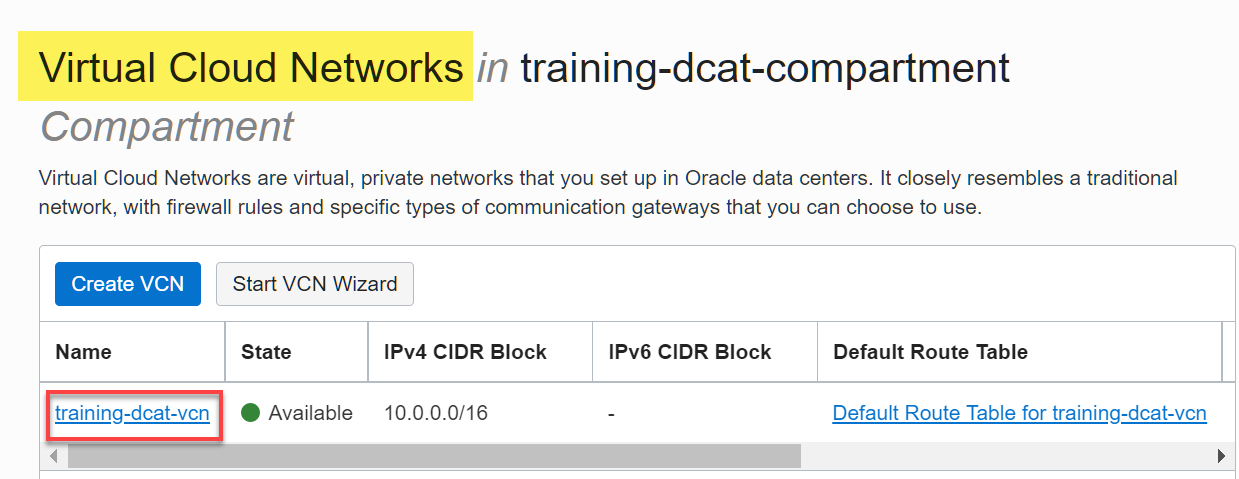 Virtual Cloud Networks in training-dcat-compartment
Compartment
Virtual Cloud Networks are virtual, private networks that you set up in Oracle data centers. It closely resembles a traditional
network, with firewall rules and specific types of communication gateways that you can choose to use.
Create VCN Start VCN Wizard
Name State IPv4 CIDR Block IPv6 CIDR Block Default Route Table
training-dcat-vcn Available 10.0.0.0/16 - Default Route Table for training-dcat-vcn